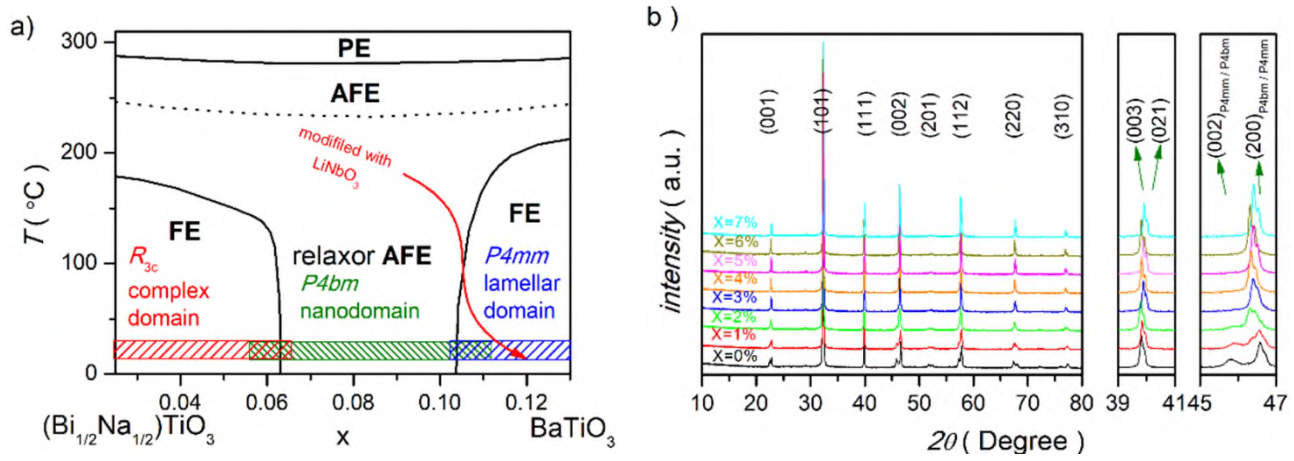 a)
300
200
100
0
T ( °C)
PE
AFE
modifiled with
LiNbO3
FE
R3c
complex
domain
relaxor AFE
P4bm
nanodomain
FE
P4mm
lamellar
domain
0.04
0.06
0.08
0.10
0.12
(Bi1/2Na1/2)TiO3
x
BaTiO3
b )
intensity ( a.u.)
(001)
(101)
(111)
(002)
(201)
(112)
(220)
(310)
X=7%
X=6%
X=5%
X=4%
X=3%
X=2%
X=1%
X=0%
10 20 30 40 50 60 70 80
(003)
(021)
39 41
(002)P4mm / P4bm
(200)P4bm / P4mm
45 47
2θ ( Degree )